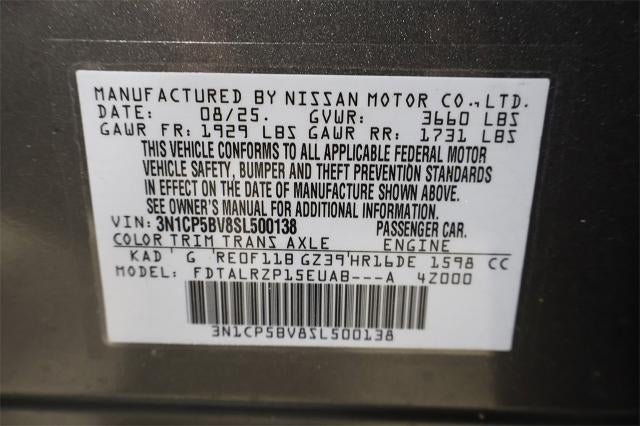 MANUFACTURED BY NISSAN MOTOR CO., LTD.
DATE: 08/25. GVWR: 3660 LBS
GAWR FR: 1929 LBS GAWR RR: 1731 LBS
THIS VEHICLE CONFORMS TO ALL APPLICABLE FEDERAL MOTOR
VEHICLE SAFETY, BUMPER AND THEFT PREVENTION STANDARDS
IN EFFECT ON THE DATE OF MANUFACTURE SHOWN ABOVE.
SEE OWNER'S MANUAL FOR ADDITIONAL INFORMATION.
VIN: 3N1CP5BV8SL500138 PASSENGER CAR.
COLOR TRIM TRANS AXLE ENGINE
KAD G RE0F11B GZ39 HR16DE 1598 CC
MODEL: FDTALRZP15EUAB---A 4Z000
3N1CP5BV8SL500138